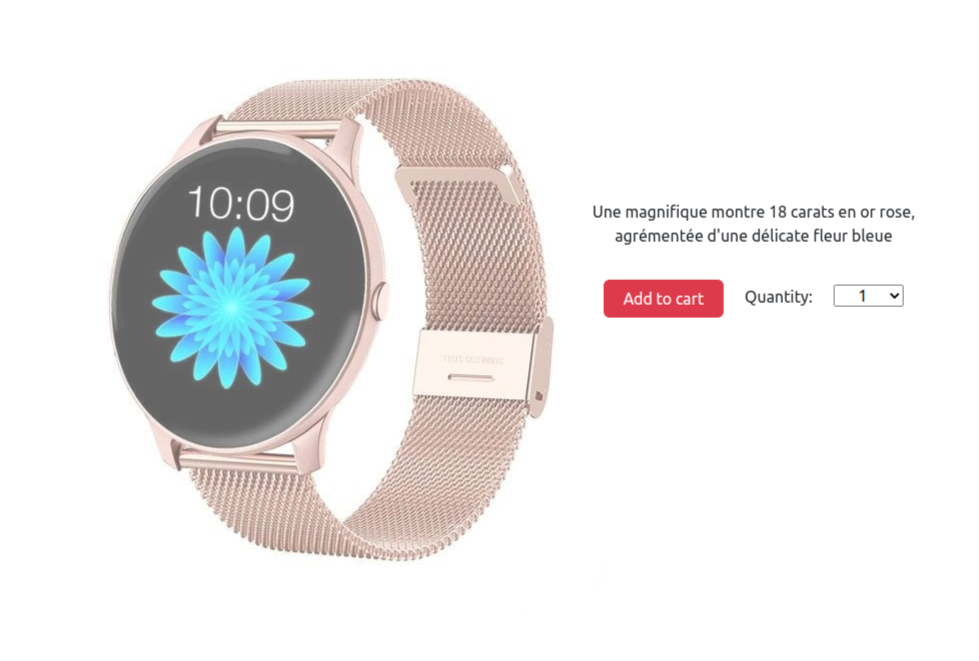 10:09
Une magnifique montre 18 carats en or rose,
agrémentée d'une délicate fleur bleue
Add to cart
Quantity:
1